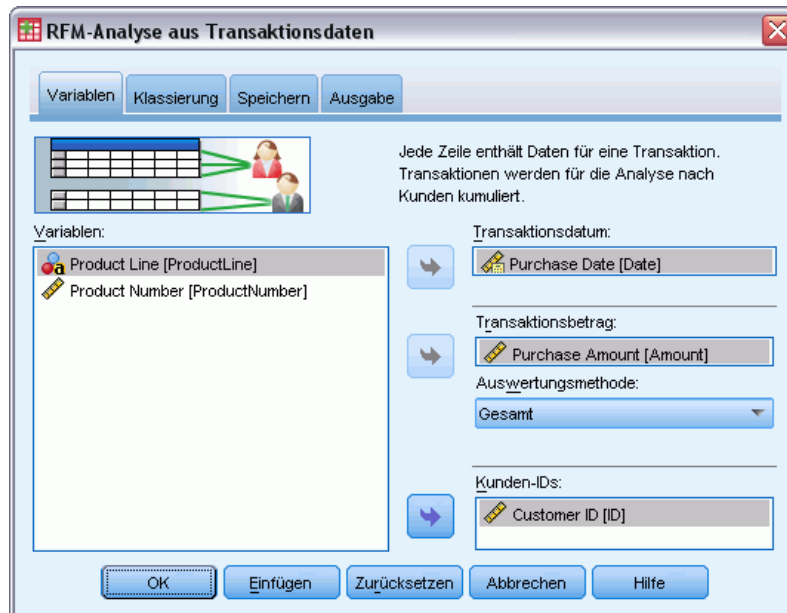 RFM-Analyse aus Transaktionsdaten
Variablen
Klassierung
Speichern
Ausgabe
Jede Zeile enthält Daten für eine Transaktion.
Transaktionen werden für die Analyse nach
Kunden kumuliert.
Variablen:
Product Line [ProductLine]
Product Number [ProductNumber]
Transaktionsdatum:
Purchase Date [Date]
Transaktionsbetrag:
Purchase Amount [Amount]
Auswertungsmethode:
Gesamt
Kunden-IDs:
Customer ID [ID]
OK
Einfügen
Zurücksetzen
Abbrechen
Hilfe